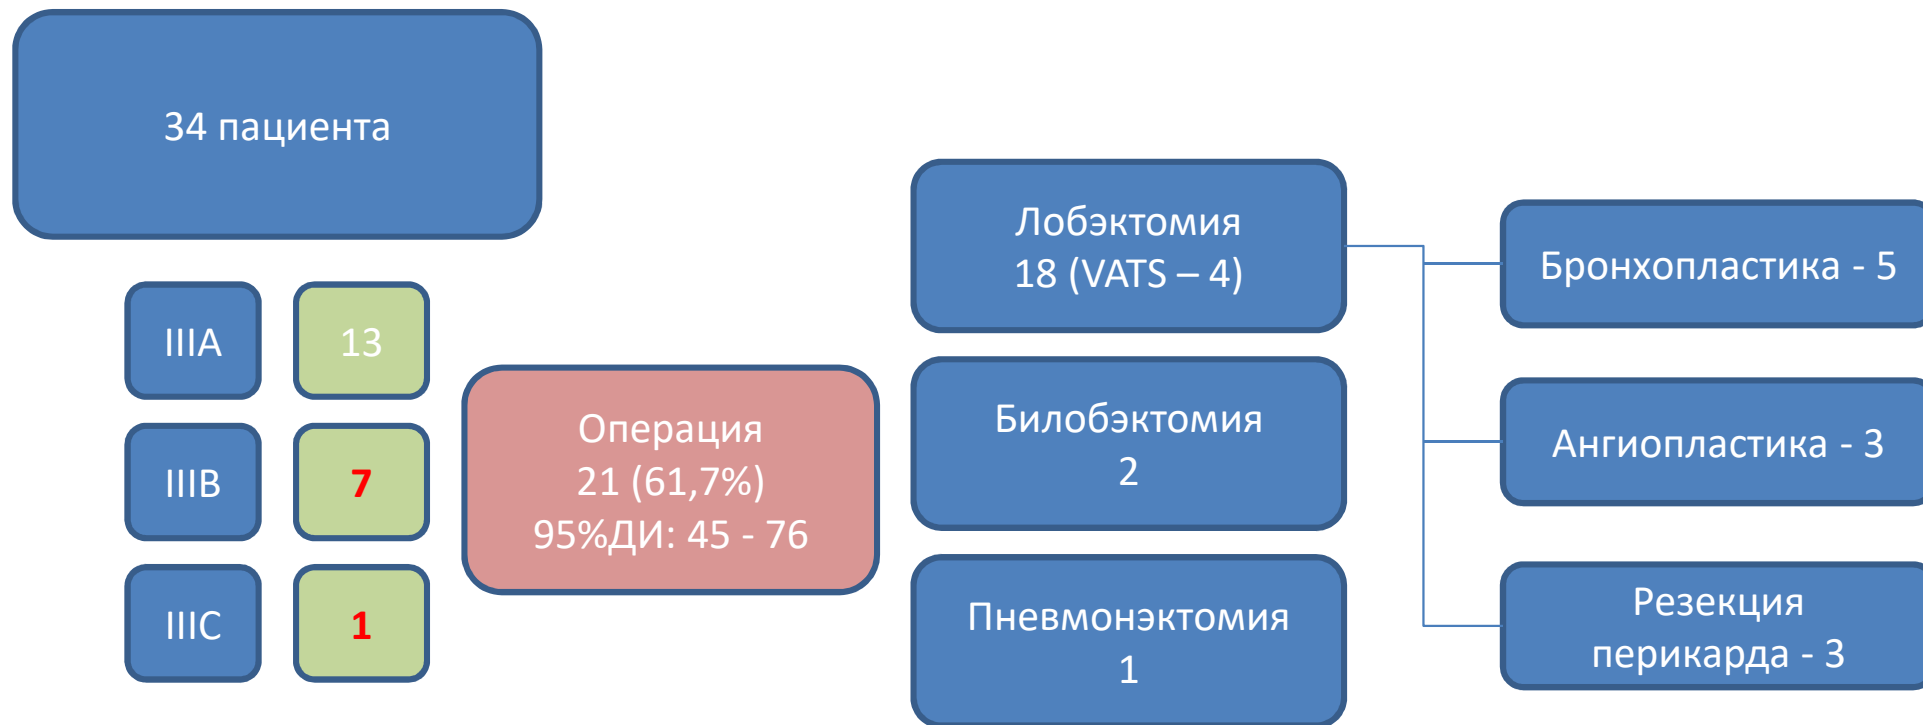 34 пациента
IIIA
13
IIIB
7
IIIC
1
Операция
21 (61,7%)
95%ДИ: 45 - 76
Лобэктомия
18 (VATS – 4)
Билобэктомия
2
Пневмонэктомия
1
Бронхопластика - 5
Ангиопластика - 3
Резекция
перикарда - 3